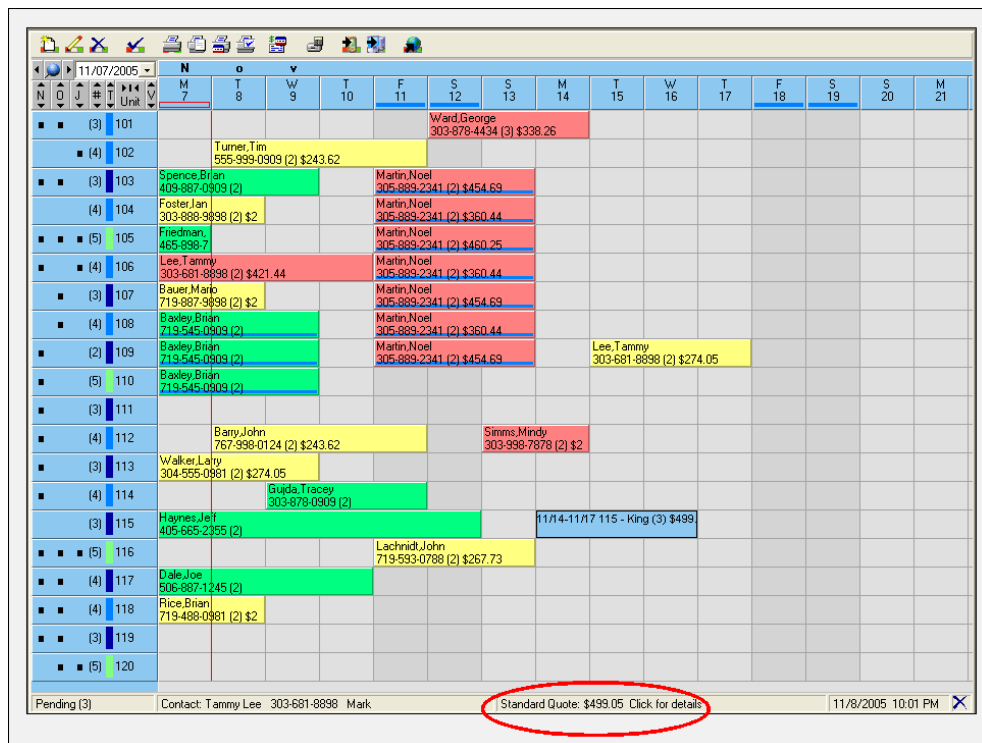 11/07/2005
N o v
N O J # T Unit V
M 7 T 8 W 9 T 10 F 11 S 12 S 13 M 14 T 15 W 16 T 17 F 18 S 19 S 20 M 21
(3) 101 Ward,George
303-878-4434 (3) $338.26
(4) 102 Turner,Tim
555-999-0909 (2) $243.62
(3) 103 Spence,Brian Martin,Noel
409-887-0909 (2) 305-889-2341 (2) $454.69
(4) 104 Foster,Ian Martin,Noel
303-888-9898 (2) $2 305-889-2341 (2) $360.44
(5) 105 Friedman, Martin,Noel
465-898-7 305-889-2341 (2) $460.25
(4) 106 Lee,Tammy Martin,Noel
303-681-8898 (2) $421.44 305-889-2341 (2) $360.44
(3) 107 Bauer,Mario Martin,Noel
719-887-9898 (2) $2 305-889-2341 (2) $454.69
(4) 108 Baxley,Brian Martin,Noel
719-545-0909 (2) 305-889-2341 (2) $360.44
(2) 109 Baxley,Brian Martin,Noel Lee,Tammy
719-545-0909 (2) 305-889-2341 (2) $454.69 303-681-8898 (2) $274.05
(5) 110 Baxley,Brian
719-545-0909 (2)
(3) 111
(4) 112 Barry,John Simms,Mindy
767-998-0124 (2) $243.62 303-998-7878 (2) $2
(3) 113 Walker,Larry
304-555-0981 (2) $274.05
(4) 114 Gujda,Tracey
303-878-0909 (2)
(3) 115 Haynes,Jeff 11/14-11/17 115 - King (3) $499.
405-665-2355 (2)
(5) 116 Lachnidt,John
719-593-0788 (2) $267.73
(4) 117 Dale,Joe
506-887-1245 (2)
(4) 118 Rice,Brian
719-488-0981 (2) $2
(3) 119
(5) 120
Pending (3) Contact: Tammy Lee 303-681-8898 Mark Standard Quote: $499.05 Click for details 11/8/2005 10:01 PM